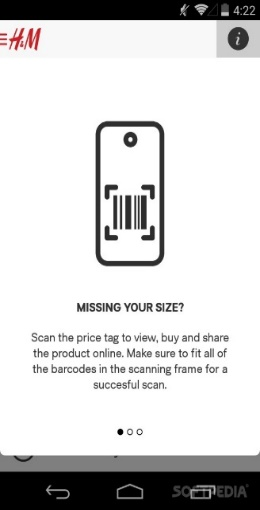 4:22
H&M
i
MISSING YOUR SIZE?
Scan the price tag to view, buy and share
the product online. Make sure to fit all of
the barcodes in the scanning frame for a
succesful scan.
SOFTPEDIA